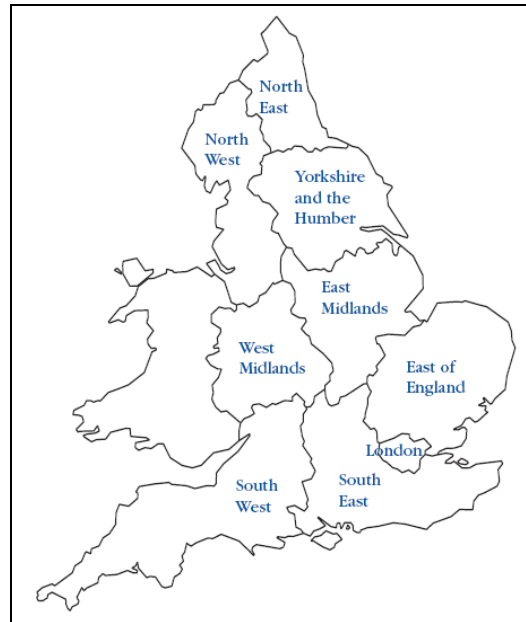 North
East
North
West
Yorkshire
and the
Humber
East
Midlands
West
Midlands
East of
England
London
South
West
South
East